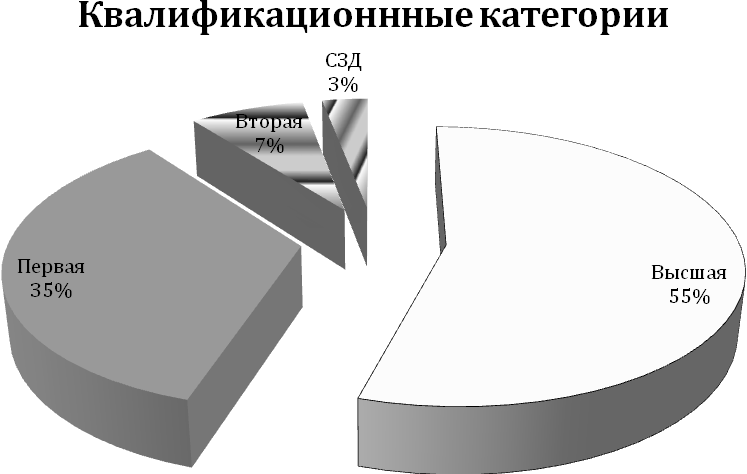 Квалификационнные категории
СЗД
3%
Вторая
7%
Первая
35%
Высшая
55%